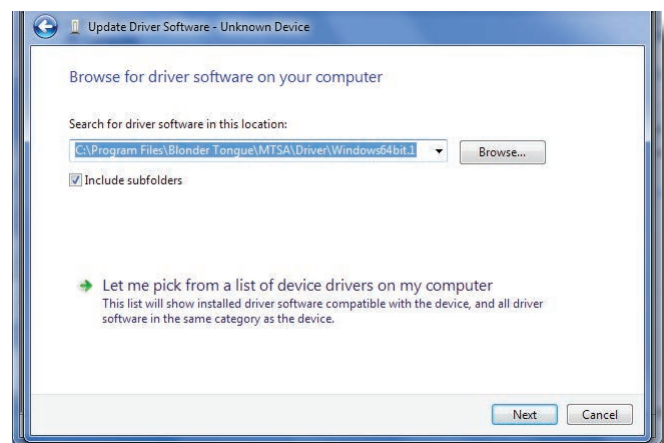 Update Driver Software - Unknown Device
Browse for driver software on your computer
Search for driver software in this location:
C:\Program Files\Blonder Tongue\MTSA\Driver\Windows64bit.1
Browse...
Include subfolders
Let me pick from a list of device drivers on my computer
This list will show installed driver software compatible with the device, and all driver
software in the same category as the device.
Next Cancel